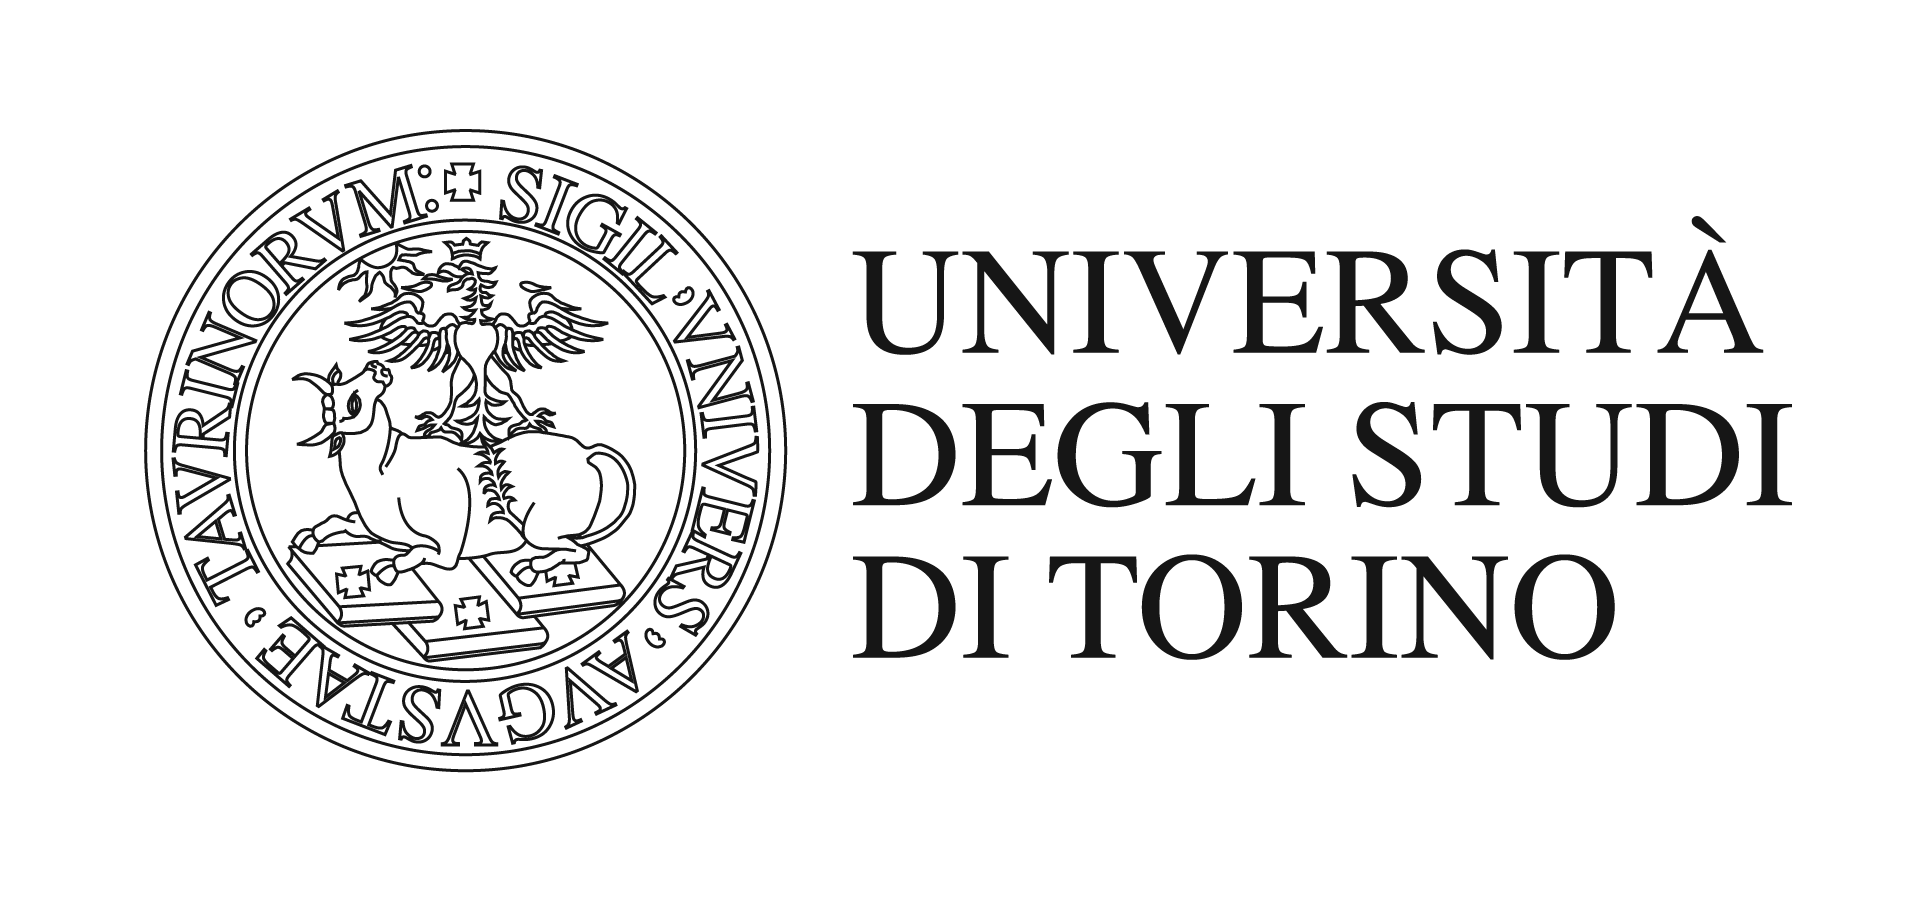 ✠ SIGIL · VNIVERS · AVGVSTAE · TAVRINORVM:
UNIVERSITÀ
DEGLI STUDI
DI TORINO